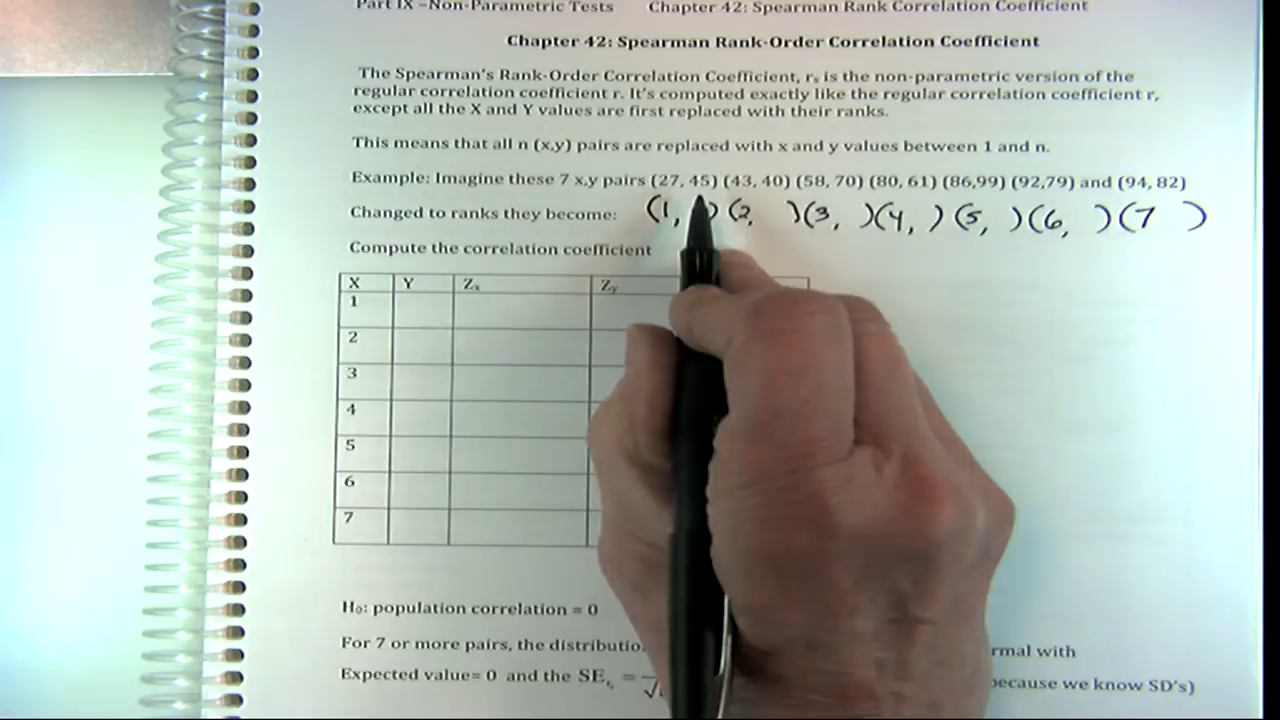 Part IX –Non-Parametric Tests Chapter 42: Spearman Rank Correlation Coefficient
Chapter 42: Spearman Rank-Order Correlation Coefficient
The Spearman's Rank-Order Correlation Coefficient, rₛ is the non-parametric version of the
regular correlation coefficient r. It's computed exactly like the regular correlation coefficient r,
except all the X and Y values are first replaced with their ranks.
This means that all n (x,y) pairs are replaced with x and y values between 1 and n.
Example: Imagine these 7 x,y pairs (27, 45) (43, 40) (58, 70) (80, 61) (86,99) (92,79) and (94, 82)
Changed to ranks they become: (1, ) (2, ) (3, ) (4, ) (5, ) (6, ) (7 )
Compute the correlation coefficient
X Y Zₓ Zᵧ
1
2
3
4
5
6
7
H₀: population correlation = 0
For 7 or more pairs, the rmal with
Expected value= 0 and the SE = because we know SD's)